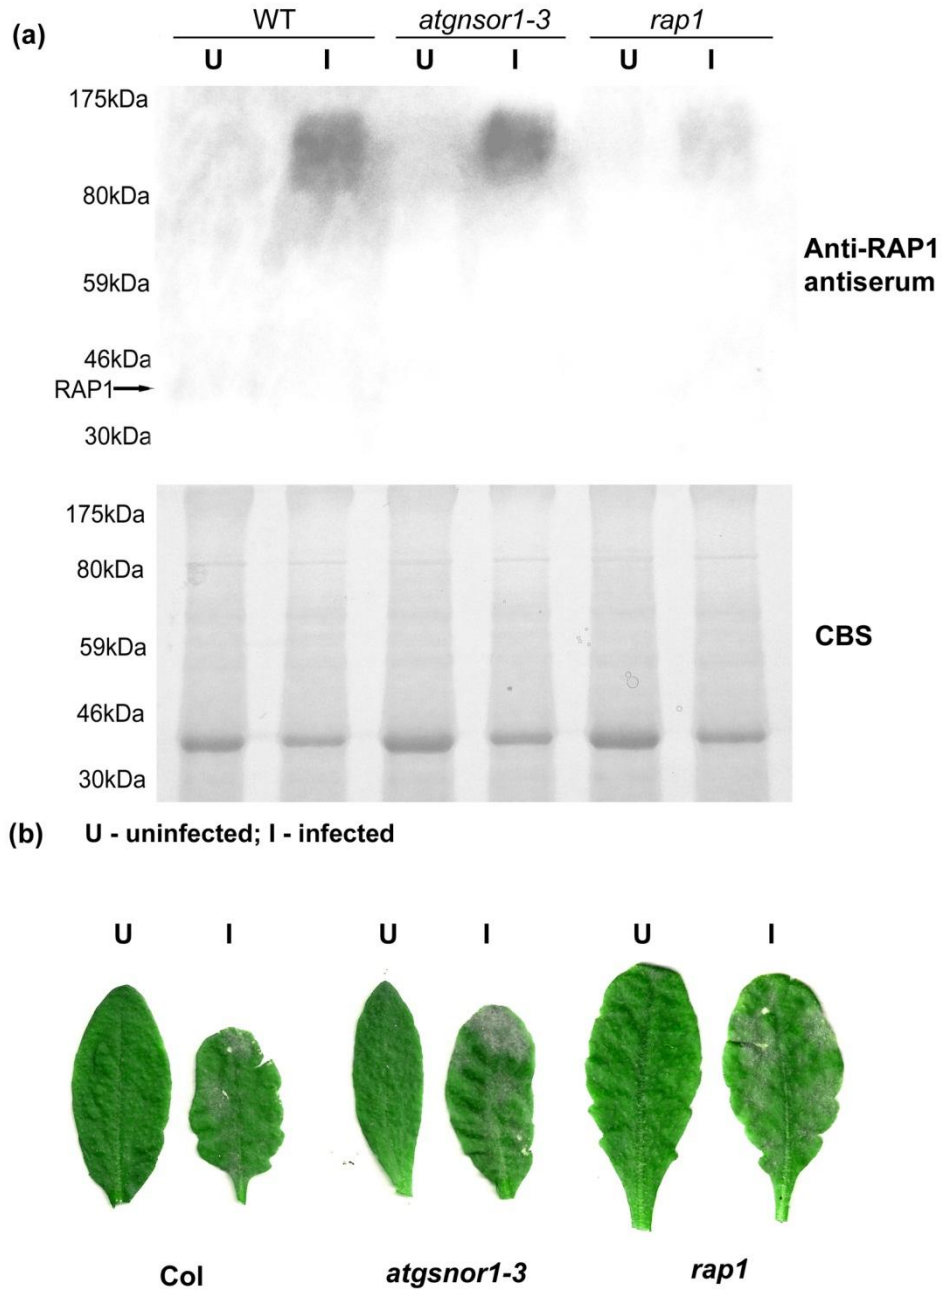 (a)
WT atgnsor1-3 rap1
U I U I U I
175kDa
80kDa
59kDa
46kDa
RAP1
30kDa
Anti-RAP1
antiserum
175kDa
80kDa
59kDa
46kDa
30kDa
CBS
(b) U - uninfected; I - infected
U I U I U I
Col atgsnor1-3 rap1